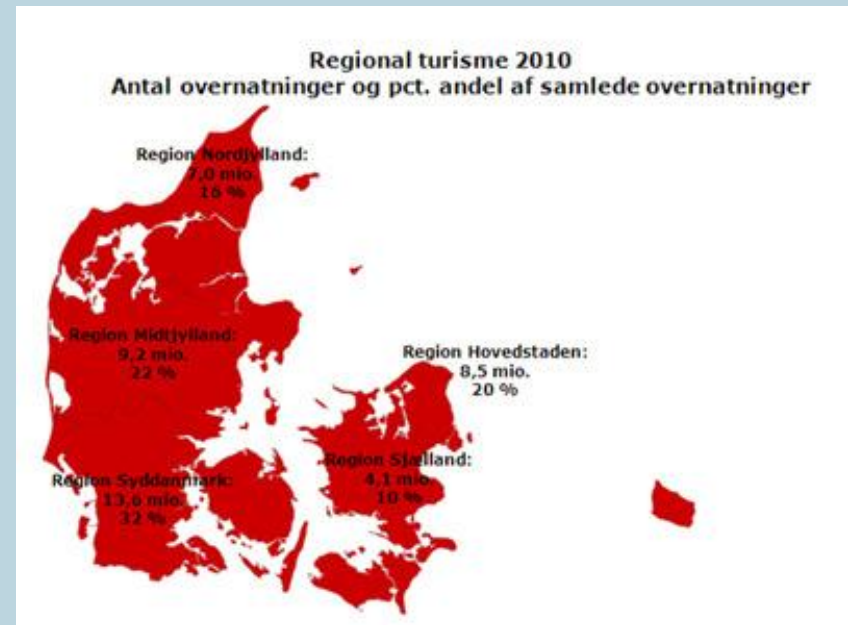 Regional turisme 2010
Antal overnatninger og pct. andel af samlede overnatninger
Region Nordjylland:
7,0 mio.
16 %
Region Midtjylland:
9,2 mio.
22 %
Region Hovedstaden:
8,5 mio.
20 %
Region Sjælland:
4,1 mio.
10 %
Region Syddanmark:
13,6 mio.
32 %